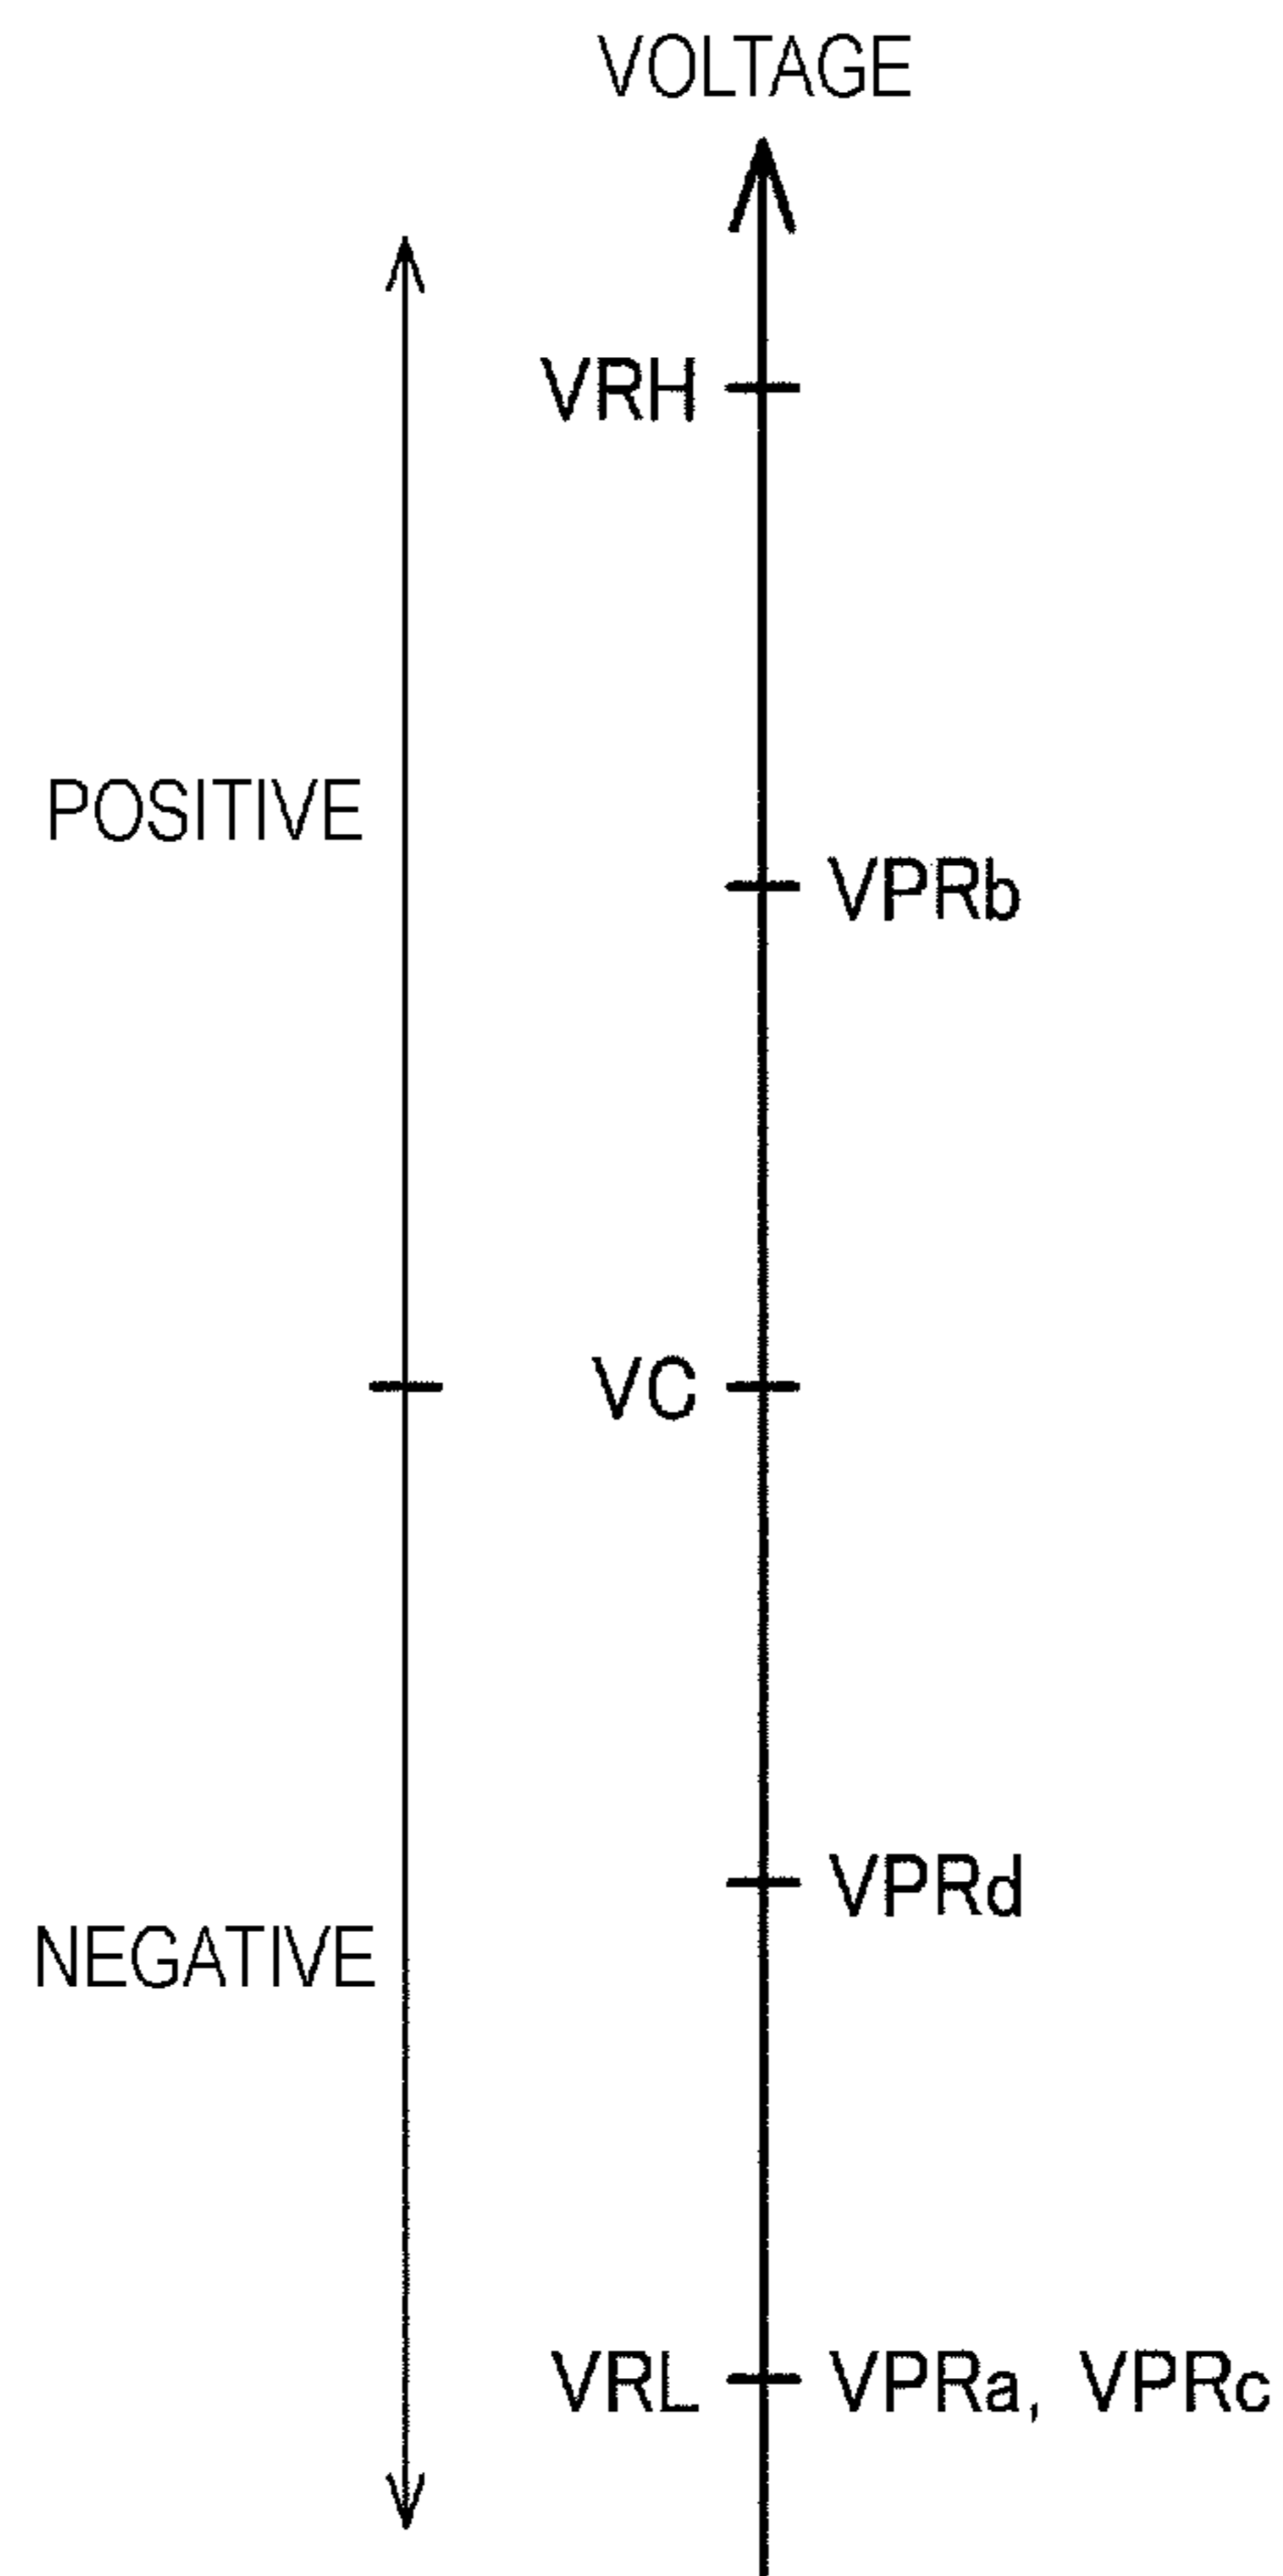 VOLTAGE
VRH
POSITIVE
VPRb
VC
VPRd
NEGATIVE
VRL VPRa, VPRc